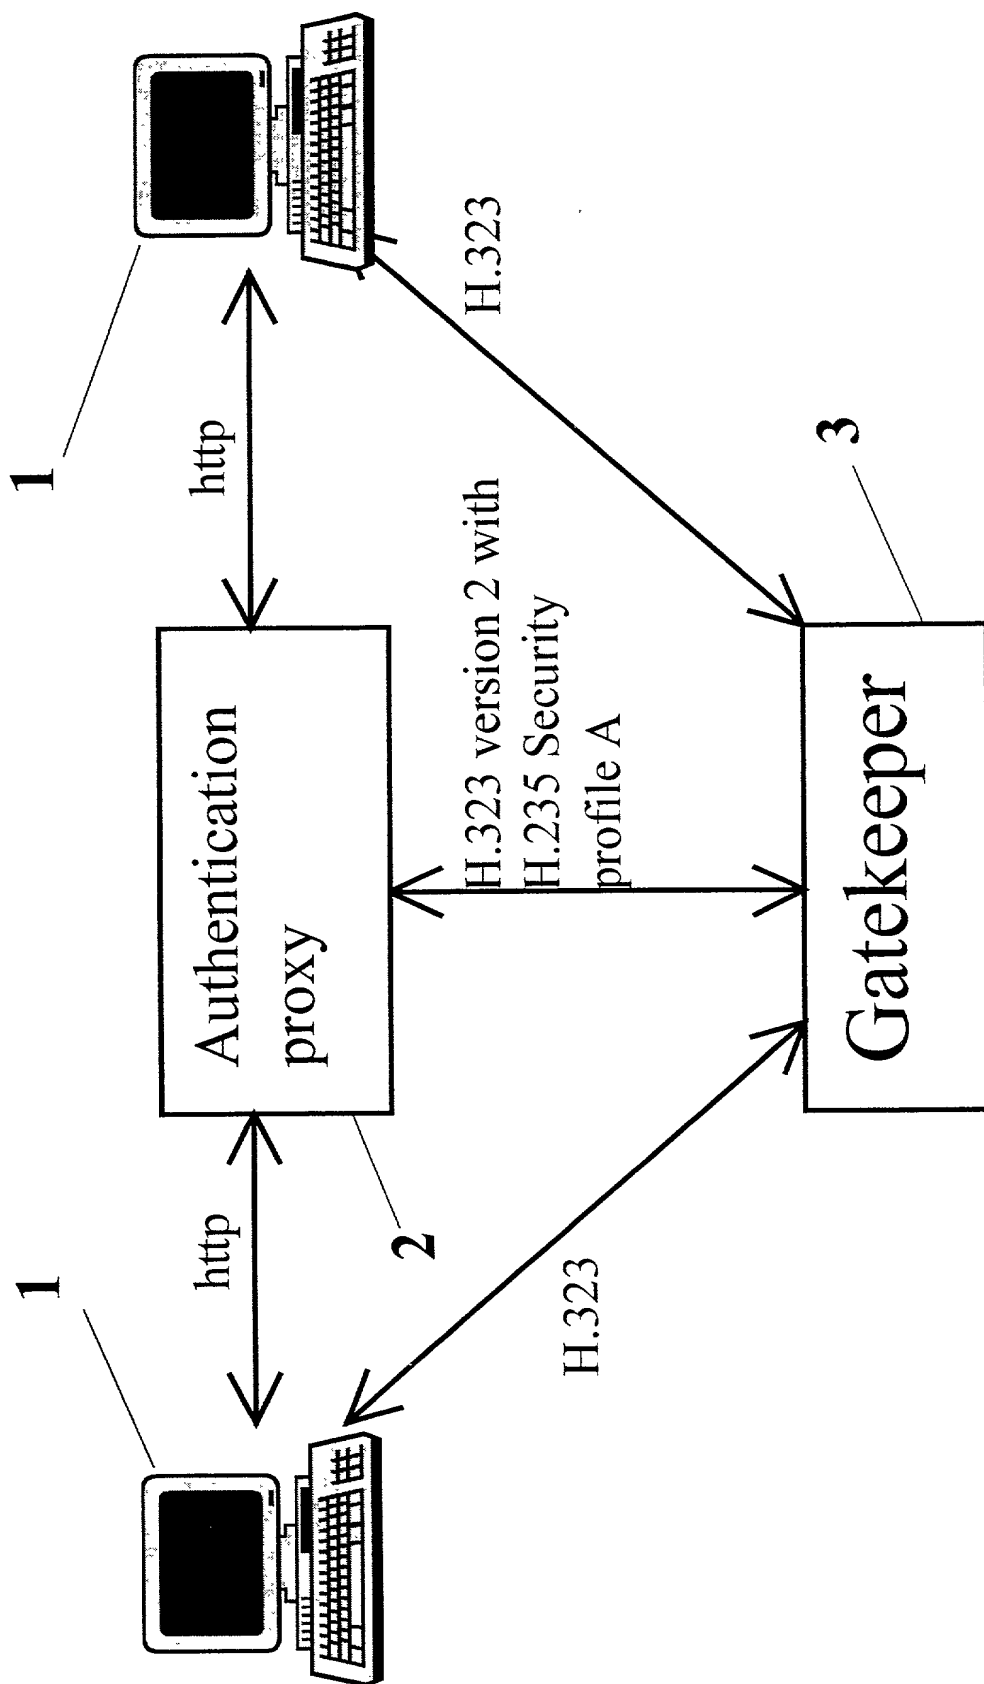 1
1
http
http
Authentication
proxy
2
H.323 version 2 with
H.235 Security
profile A
H.323
H.323
3
Gatekeeper